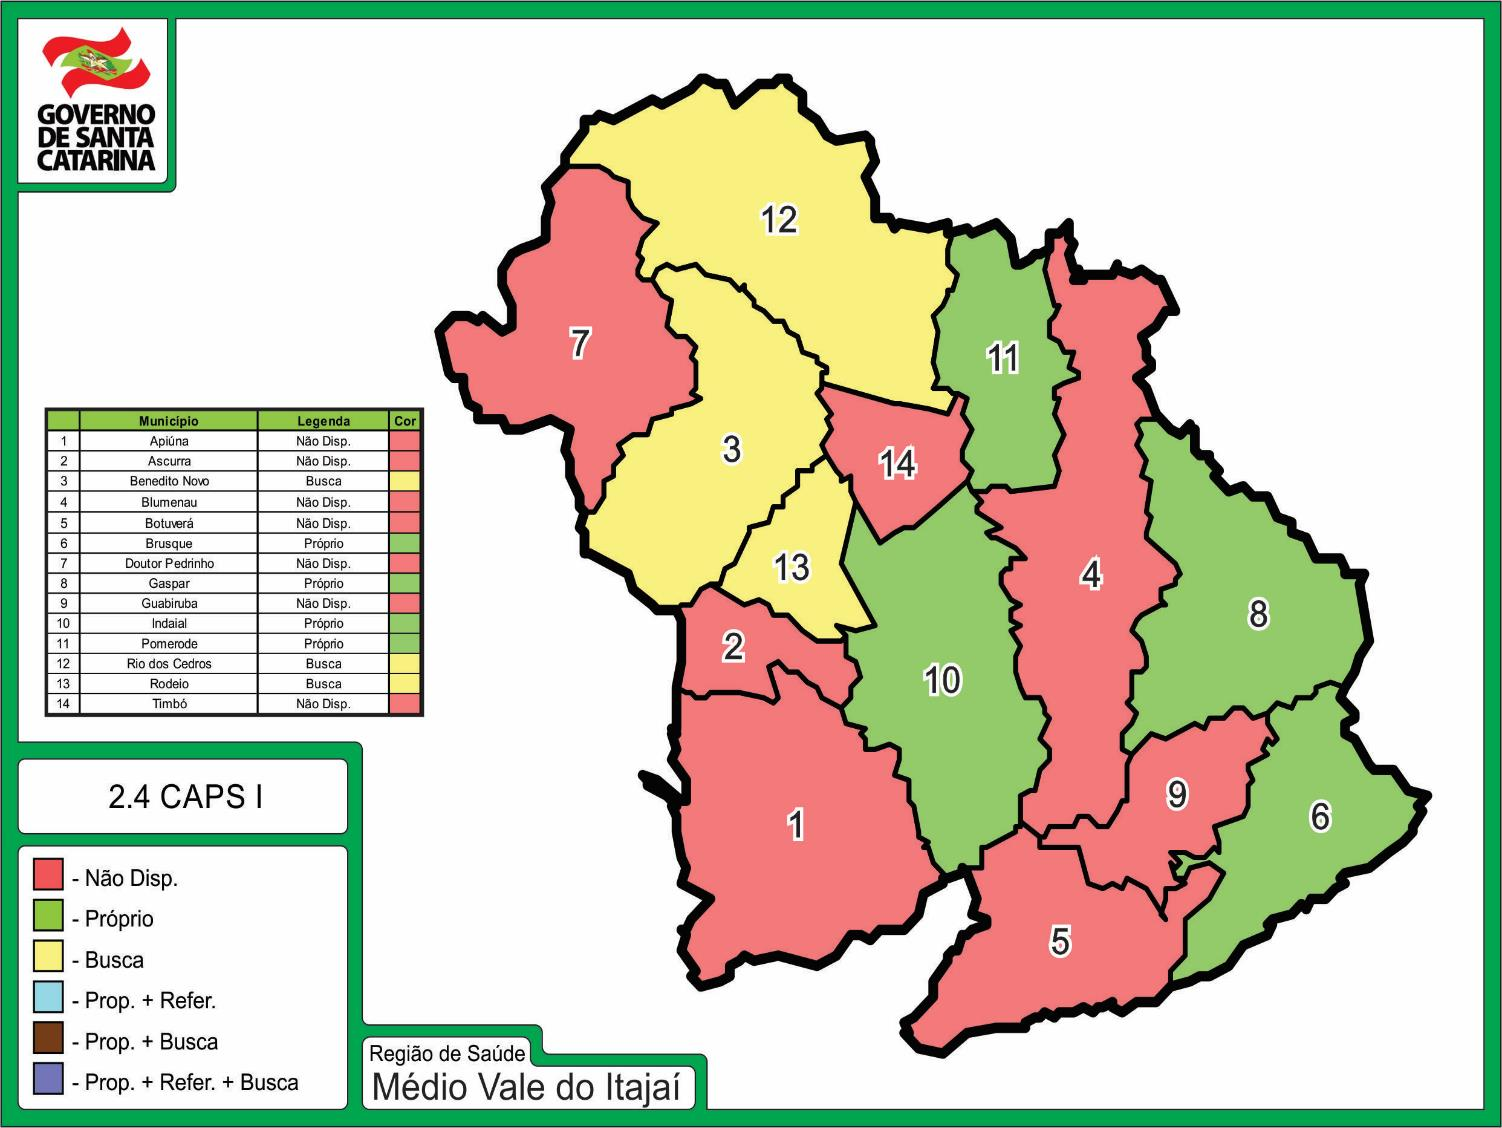 GOVERNO
DE SANTA
CATARINA
12
7
11
3
14
13
4
8
2
10
9
1
6
5
Município Legenda Cor
1 Apiúna Não Disp.
2 Ascurra Não Disp.
3 Benedito Novo Busca
4 Blumenau Não Disp.
5 Botuverá Não Disp.
6 Brusque Próprio
7 Doutor Pedrinho Não Disp.
8 Gaspar Próprio
9 Guabiruba Não Disp.
10 Indaial Próprio
11 Pomerode Próprio
12 Rio dos Cedros Busca
13 Rodeio Busca
14 Timbó Não Disp.
2.4 CAPS I
- Não Disp.
- Próprio
- Busca
- Prop. + Refer.
- Prop. + Busca
- Prop. + Refer. + Busca
Região de Saúde
Médio Vale do Itajaí